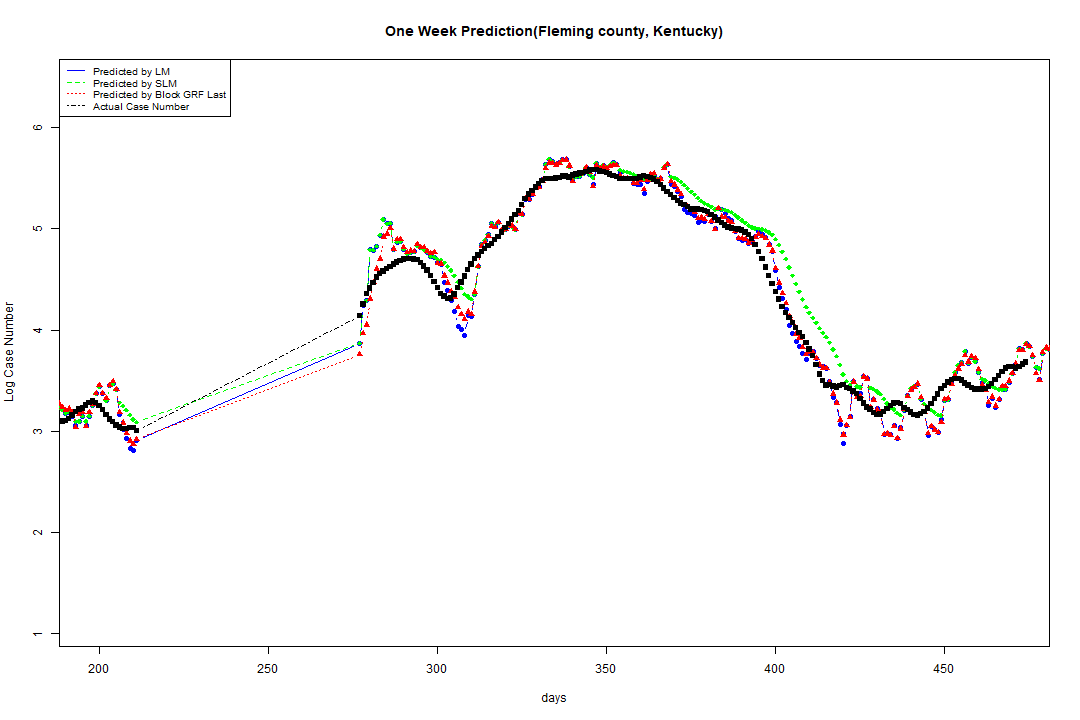 One Week Prediction(Fleming county, Kentucky)
Predicted by LM
Predicted by SLM
Predicted by Block GRF Last
Actual Case Number
6
5
4
3
2
1
Log Case Number
200 250 300 350 400 450
days